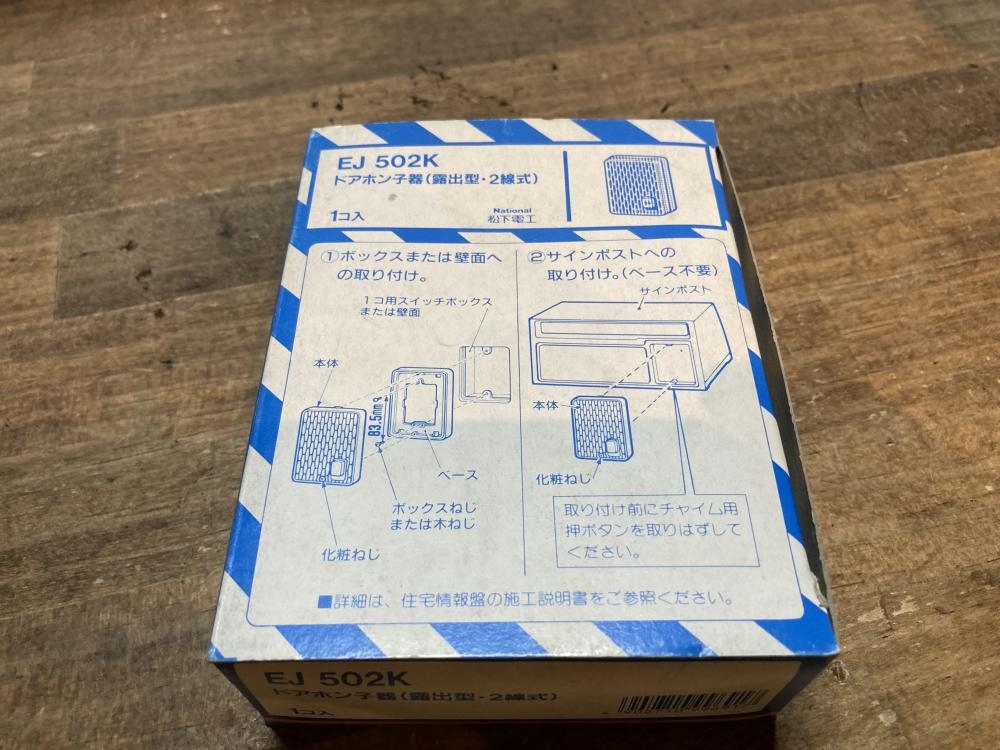 EJ 502K
ドアホン子器(露出型・2線式)
1コ入
National
松下電工
①ボックスまたは壁面へ
の取り付け。
1コ用スイッチボックス
または壁面
本体
83.5mm
ベース
ボックスねじ
または木ねじ
化粧ねじ
②サインポストへの
取り付け。(ベース不要)
サインポスト
本体
化粧ねじ
取り付け前にチャイム用
押ボタンを取りはずして
ください。
■詳細は、住宅情報盤の施工説明書をご参照ください。
EJ 502K
ドアホン子器(露出型・2線式)
1コ入